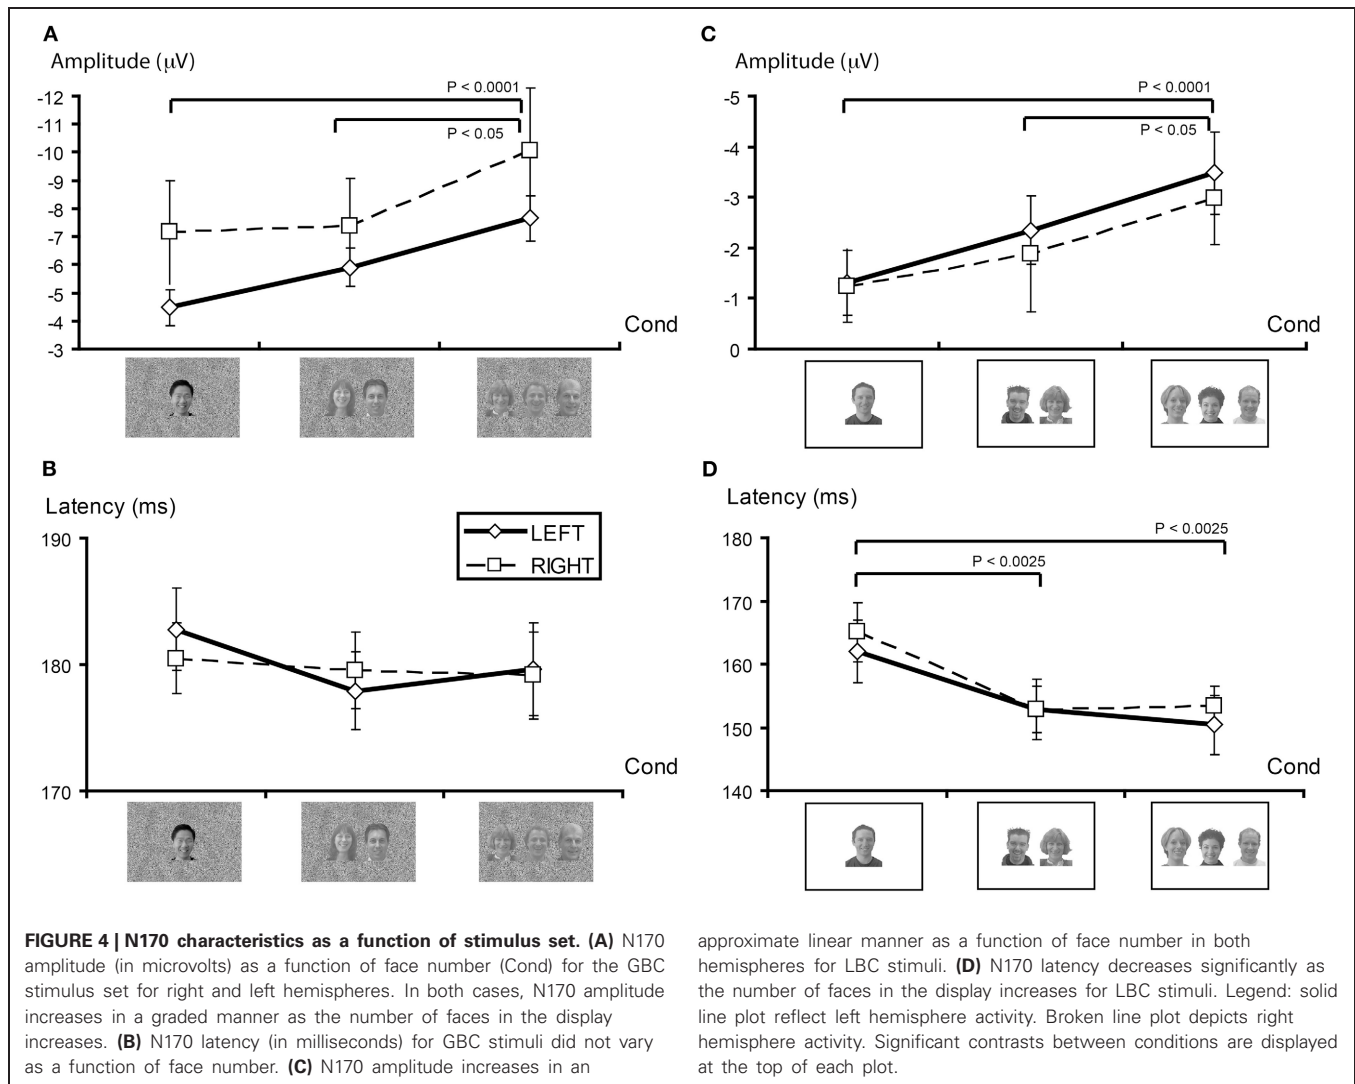 A
Amplitude (μV)
P < 0.0001
P < 0.05
-12
-11
-10
-9
-8
-7
-6
-5
-4
-3
Cond
B
Latency (ms)
LEFT
RIGHT
190
180
170
Cond
C
Amplitude (μV)
P < 0.0001
P < 0.05
-5
-4
-3
-2
-1
0
Cond
D
Latency (ms)
P < 0.0025
P < 0.0025
180
170
160
150
140
Cond
FIGURE 4 | N170 characteristics as a function of stimulus set. (A) N170
amplitude (in microvolts) as a function of face number (Cond) for the GBC
stimulus set for right and left hemispheres. In both cases, N170 amplitude
increases in a graded manner as the number of faces in the display
increases. (B) N170 latency (in milliseconds) for GBC stimuli did not vary
as a function of face number. (C) N170 amplitude increases in an
approximate linear manner as a function of face number in both
hemispheres for LBC stimuli. (D) N170 latency decreases significantly as
the number of faces in the display increases for LBC stimuli. Legend: solid
line plot reflect left hemisphere activity. Broken line plot depicts right
hemisphere activity. Significant contrasts between conditions are displayed
at the top of each plot.